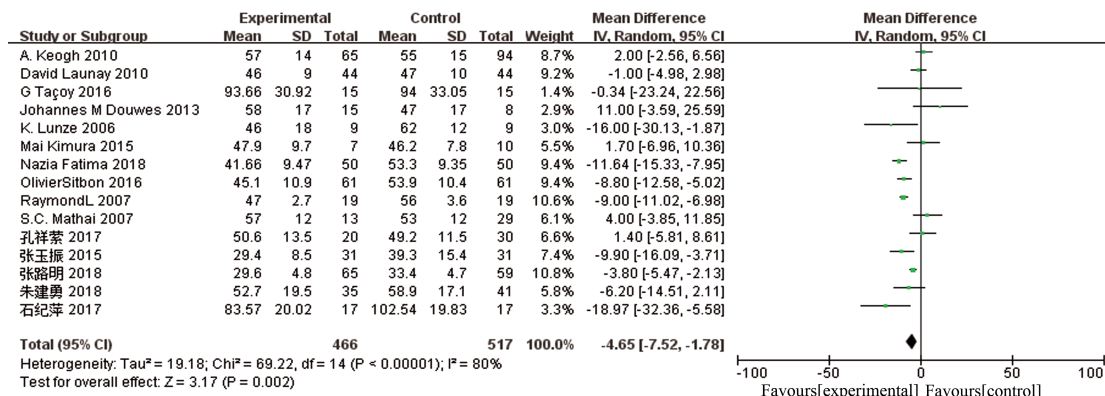 Experimental Control Mean Difference Mean Difference
Study or Subgroup Mean SD Total Mean SD Total Weight IV, Random, 95% CI IV, Random, 95% CI
A. Keogh 2010 57 14 65 55 15 94 8.7% 2.00 [-2.56, 6.56]
David Launay 2010 46 9 44 47 10 44 9.2% -1.00 [-4.98, 2.98]
G Taçoy 2016 93.66 30.92 15 94 33.05 15 1.4% -0.34 [-23.24, 22.56]
Johannes M Douwes 2013 58 17 15 47 17 8 2.9% 11.00 [-3.59, 25.59]
K. Lunze 2006 46 18 9 62 12 9 3.0% -16.00 [-30.13, -1.87]
Mai Kimura 2015 47.9 9.7 7 46.2 7.8 10 5.6% 1.70 [-6.96, 10.36]
Nazia Fatima 2018 41.66 9.47 50 53.3 9.35 50 9.4% -11.64 [-15.33, -7.95]
OlivierSitbon 2016 45.1 10.9 61 53.9 10.4 61 9.4% -8.80 [-12.58, -5.02]
RaymondL 2007 47 2.7 19 56 3.6 19 10.6% -9.00 [-11.02, -6.98]
S.C. Mathai 2007 57 12 13 53 12 29 6.1% 4.00 [-3.85, 11.85]
孔祥萦 2017 50.6 13.5 20 49.2 11.5 30 6.6% 1.40 [-5.81, 8.61]
张玉振 2015 29.4 8.5 31 39.3 15.4 31 7.4% -9.90 [-16.09, -3.71]
张路明 2018 29.6 4.8 65 33.4 4.7 59 10.8% -3.80 [-5.47, -2.13]
朱建勇 2018 52.7 19.5 35 58.9 17.1 41 5.8% -6.20 [-14.51, 2.11]
石纪萍 2017 83.57 20.02 17 102.54 19.83 17 3.3% -18.97 [-32.36, -5.58]
Total (95% CI) 466 517 100.0% -4.65 [-7.52, -1.78]
Heterogeneity: Tau² = 19.18; Chi² = 69.22, df = 14 (P < 0.00001); I² = 80%
Test for overall effect: Z = 3.17 (P = 0.002)
-100 -50 0 50 100
Favours[experimental] Favours[control]